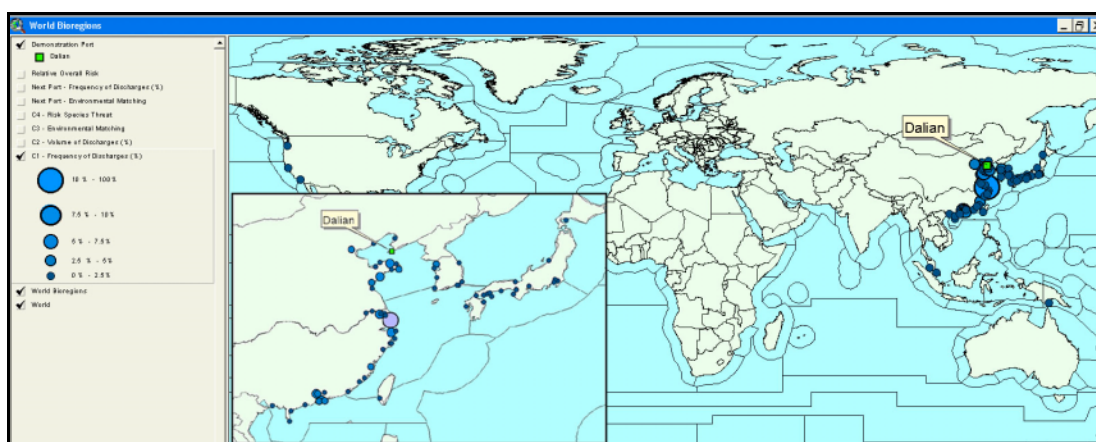 World Bioregions
Demonstration Port
Dalian
Relative Overall Risk
Next Port - Frequency of Discharges (%)
Next Port - Environmental Matching
C4 - Risk Species Threat
C3 - Environmental Matching
C2 - Volume of Discharges (%)
C1 - Frequency of Discharges (%)
10 % - 100%
7.5 % - 10%
5 % - 7.5%
2.5 % - 5%
0 % - 2.5%
World Bioregions
World
Dalian
Dalian